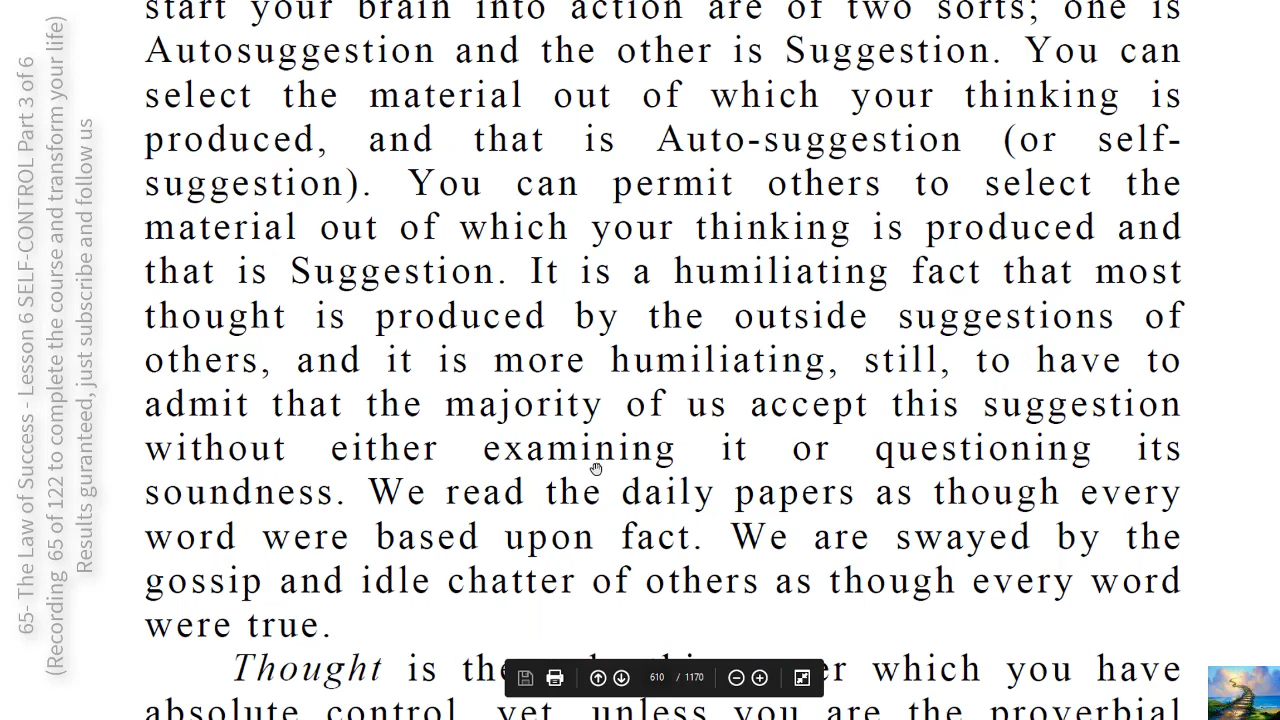 start your brain into action are of two sorts; one is
Autosuggestion and the other is Suggestion. You can
select the material out of which your thinking is
produced, and that is Auto-suggestion (or self-
suggestion). You can permit others to select the
material out of which your thinking is produced and
that is Suggestion. It is a humiliating fact that most
thought is produced by the outside suggestions of
others, and it is more humiliating, still, to have to
admit that the majority of us accept this suggestion
without either examining it or questioning its
soundness. We read the daily papers as though every
word were based upon fact. We are swayed by the
gossip and idle chatter of others as though every word
were true.
Thought is the which you have
absolute control, yet, unless you are the proverbial
610 / 1170
65- The Law of Success - Lesson 6 SELF-CONTROL Part 3 of 6
(Recording 65 of 122 to complete the course and transform your life)
Results guranteed, just subscribe and follow us